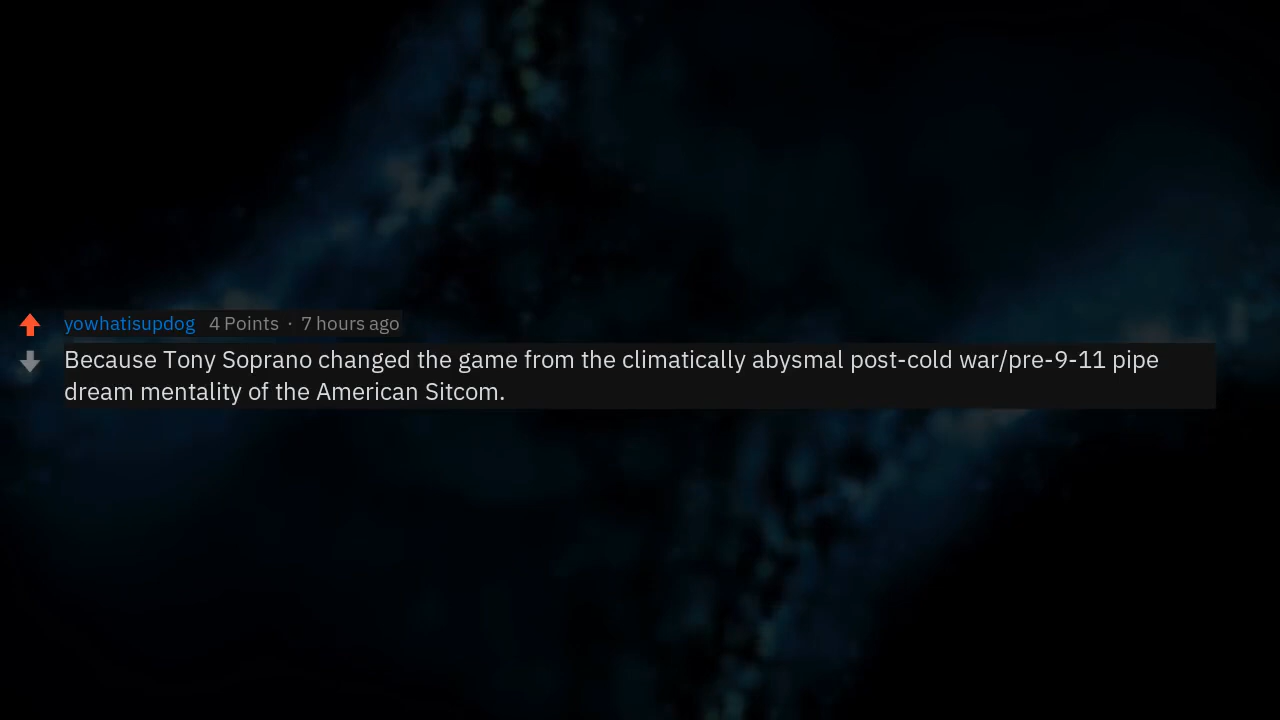 yowhatisupdog 4 Points · 7 hours ago
Because Tony Soprano changed the game from the climatically abysmal post-cold war/pre-9-11 pipe
dream mentality of the American Sitcom.